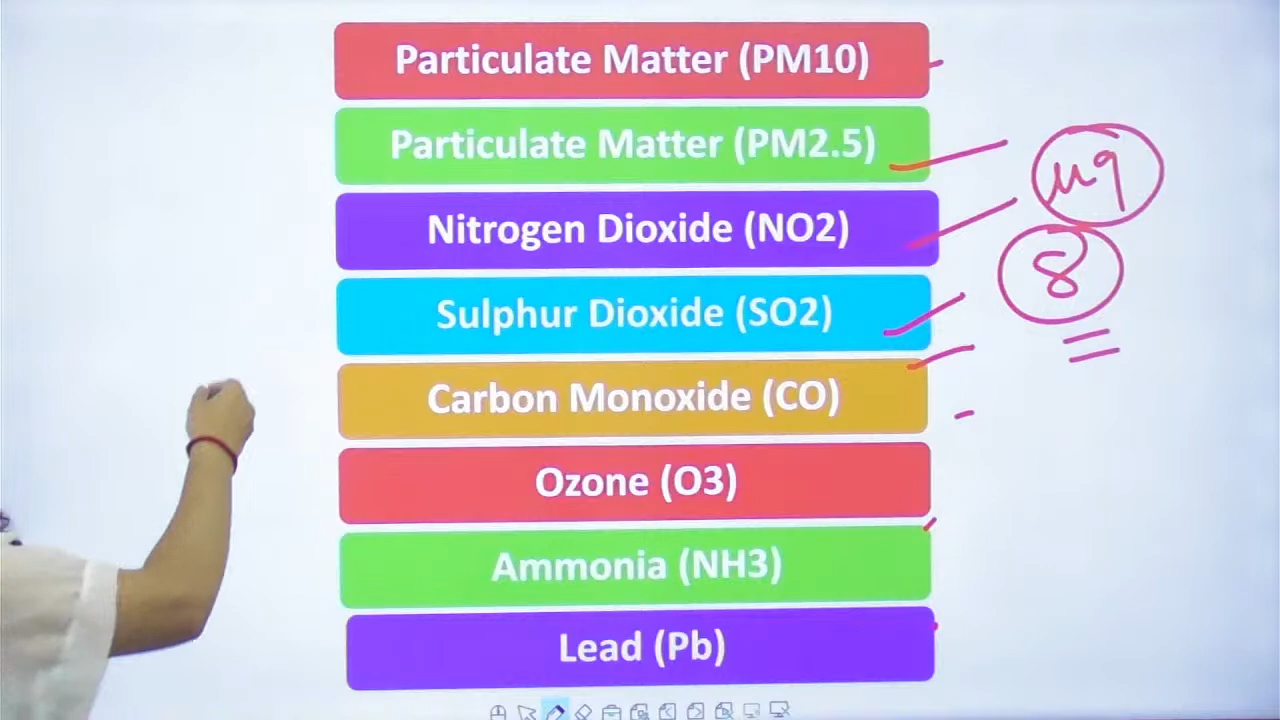 Particulate Matter (PM10)
Particulate Matter (PM2.5)
Nitrogen Dioxide (NO2)
Sulphur Dioxide (SO2)
Carbon Monoxide (CO)
Ozone (O3)
Ammonia (NH3)
Lead (Pb)
μg
8